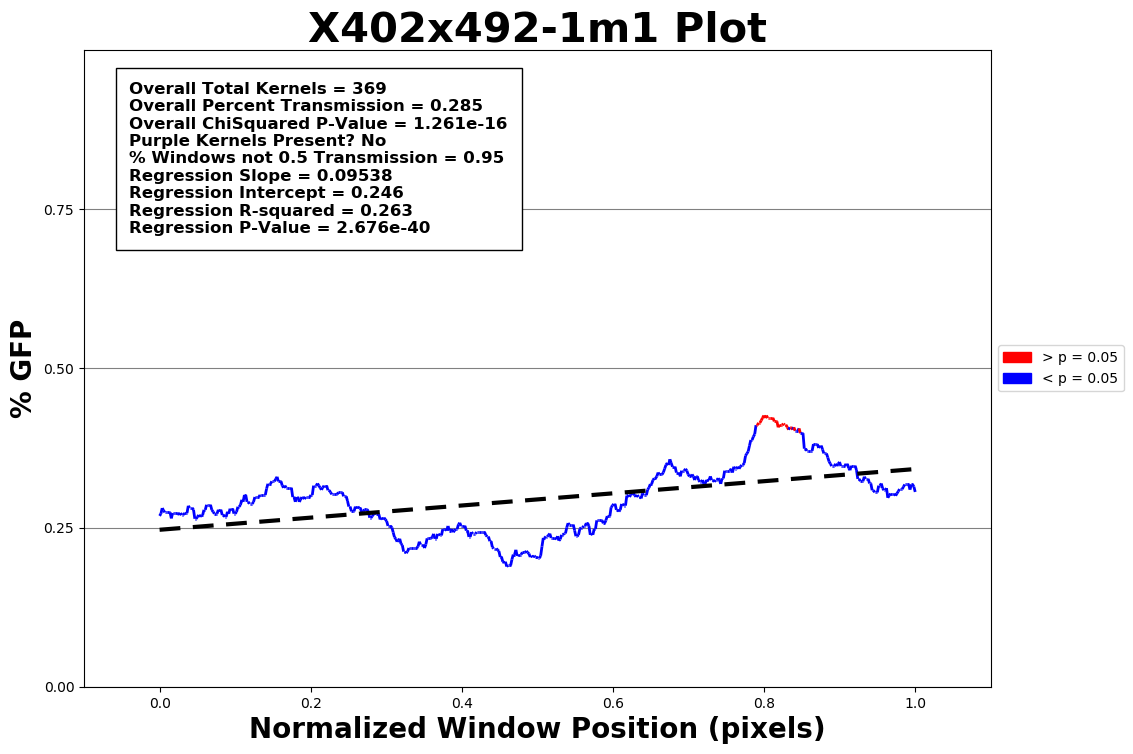 X402x492-1m1 Plot
Overall Total Kernels = 369
Overall Percent Transmission = 0.285
Overall ChiSquared P-Value = 1.261e-16
Purple Kernels Present? No
% Windows not 0.5 Transmission = 0.95
Regression Slope = 0.09538
Regression Intercept = 0.246
Regression R-squared = 0.263
Regression P-Value = 2.676e-40
% GFP
0.75
0.50
0.25
0.00
0.0 0.2 0.4 0.6 0.8 1.0
Normalized Window Position (pixels)
> p = 0.05
< p = 0.05